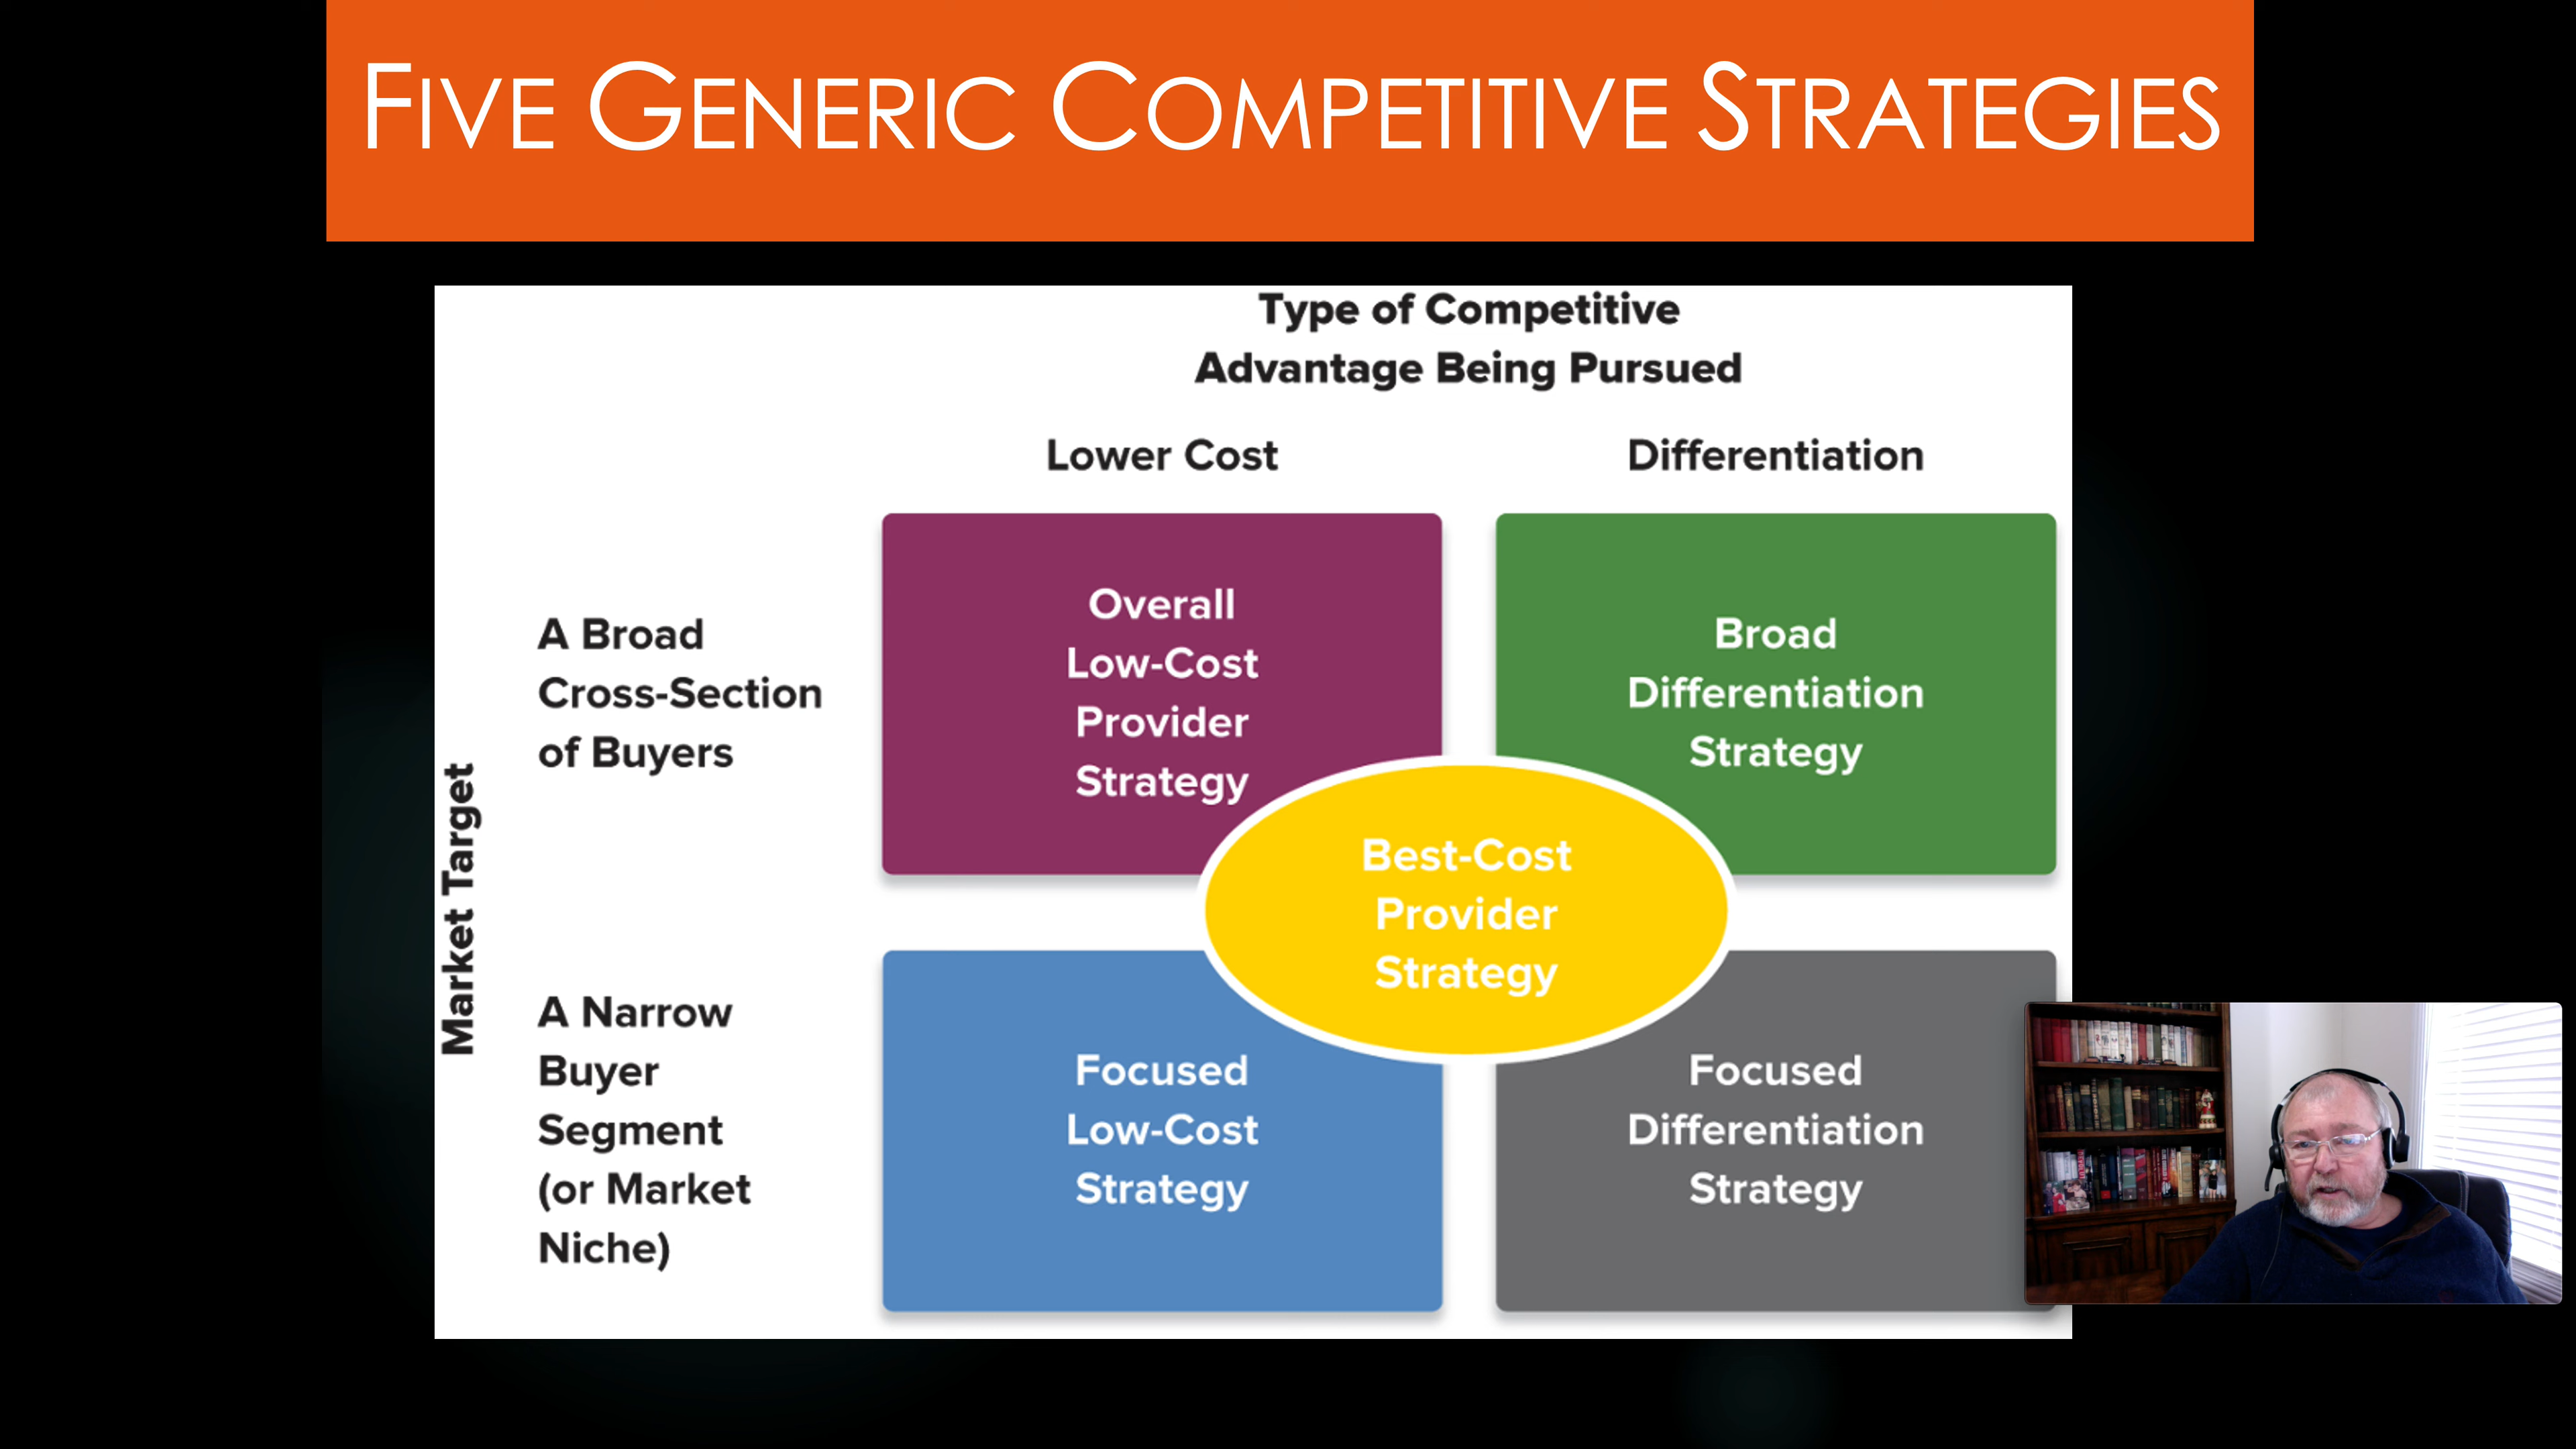 FIVE GENERIC COMPETITIVE STRATEGIES
Type of Competitive
Advantage Being Pursued
Lower Cost
Differentiation
Market Target
A Broad
Cross-Section
of Buyers
Overall
Low-Cost
Provider
Strategy
Broad
Differentiation
Strategy
Best-Cost
Provider
Strategy
A Narrow
Buyer
Segment
(or Market
Niche)
Focused
Low-Cost
Strategy
Focused
Differentiation
Strategy